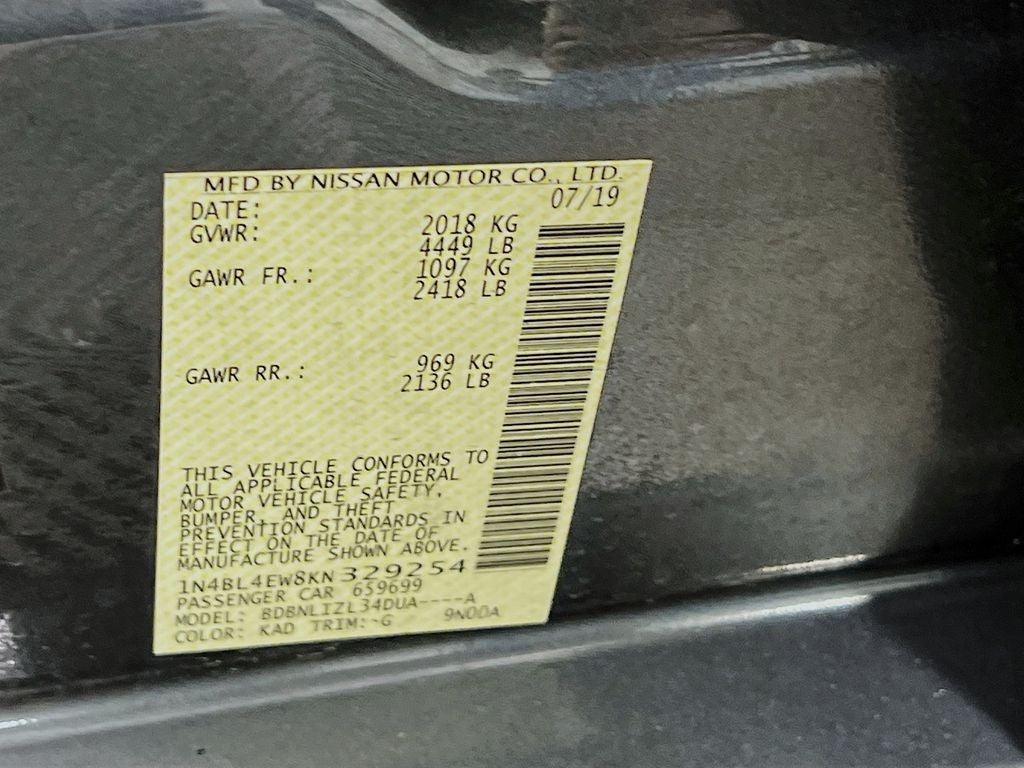 MFD BY NISSAN MOTOR CO., LTD.
DATE: 07/19
GVWR: 2018 KG
4449 LB
GAWR FR.: 1097 KG
2418 LB
GAWR RR.: 969 KG
2136 LB
THIS VEHICLE CONFORMS TO
ALL APPLICABLE FEDERAL
MOTOR VEHICLE SAFETY,
BUMPER, AND THEFT
PREVENTION STANDARDS IN
EFFECT ON THE DATE OF
MANUFACTURE SHOWN ABOVE.
1N4BL4EW8KN329254
PASSENGER CAR 659699
MODEL: BDBNLIZL34DUA----A
COLOR: KAD TRIM:-G 9N00A